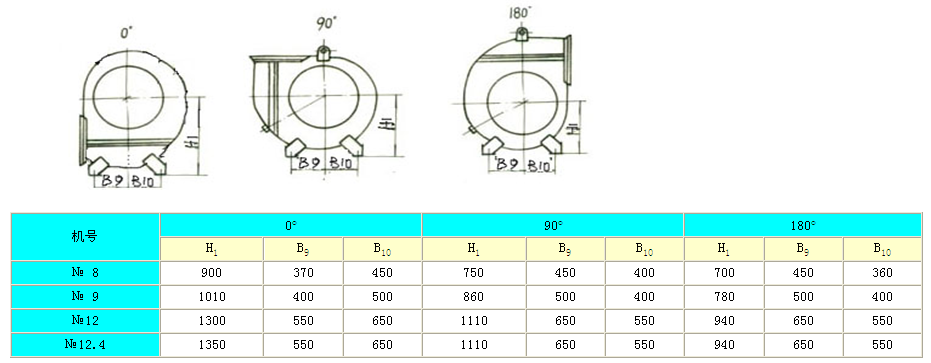 0°
90°
180°
H1
H1
H1
B9 B10
B9 B10
B9 B10
机号 0° 90° 180°
H1 B9 B10 H1 B9 B10 H1 B9 B10
№ 8 900 370 450 750 450 400 700 450 360
№ 9 1010 400 500 860 500 400 780 500 400
№12 1300 550 650 1110 650 550 940 650 550
№12.4 1350 550 650 1110 650 550 940 650 550